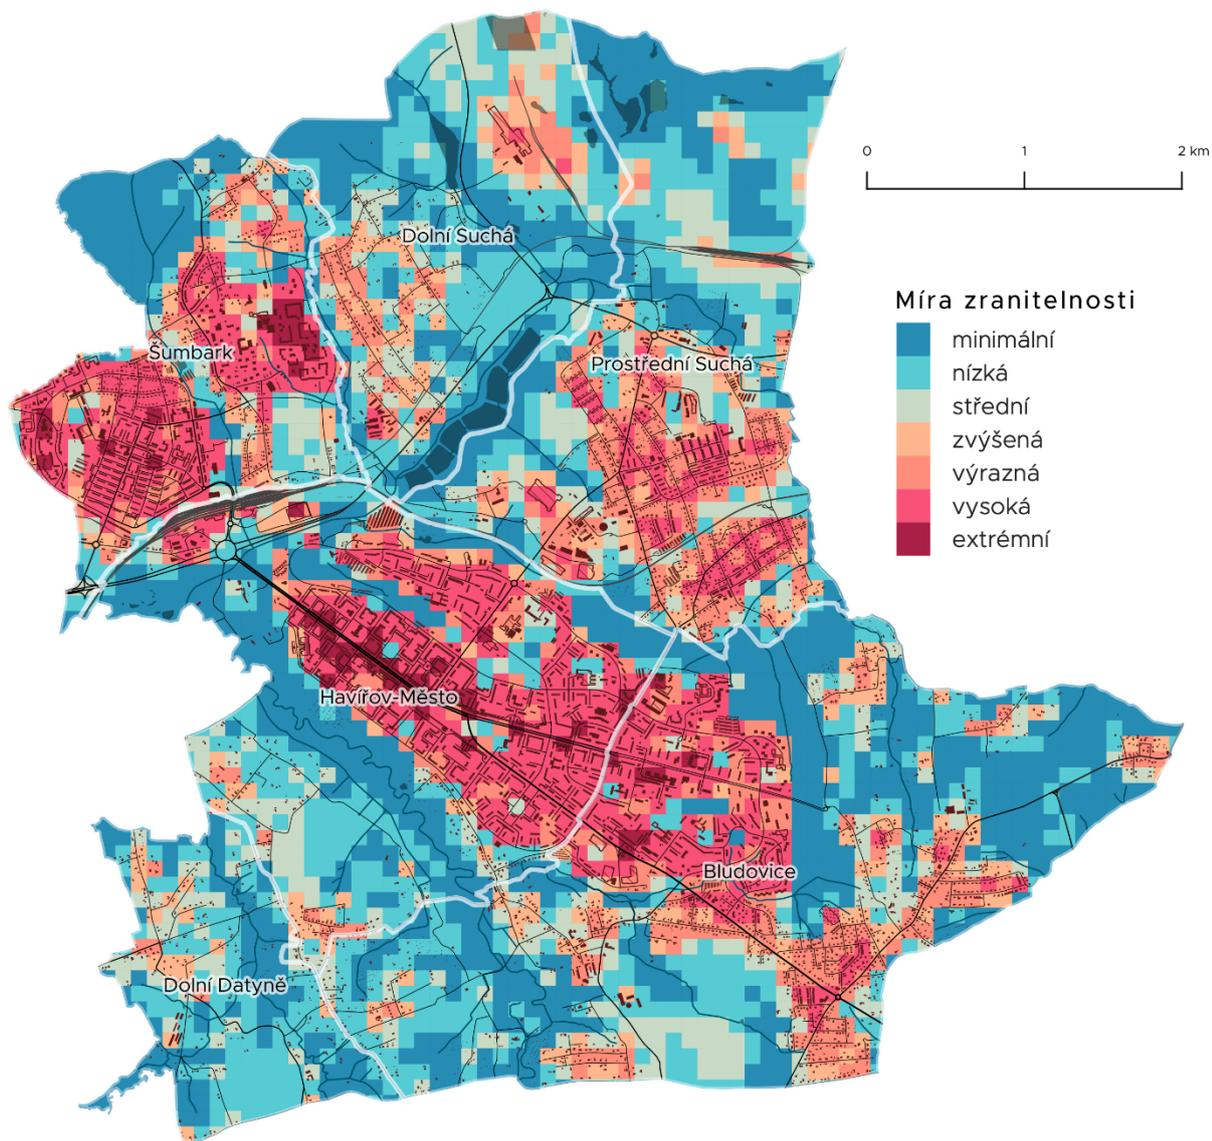 0 1 2 km
Dolní Suchá
Míra zranitelnosti
minimální
nízká
střední
zvýšená
výrazná
vysoká
extrémní
Šumbark
Prostřední Suchá
Havířov-Město
Bludovice
Dolní Datyně